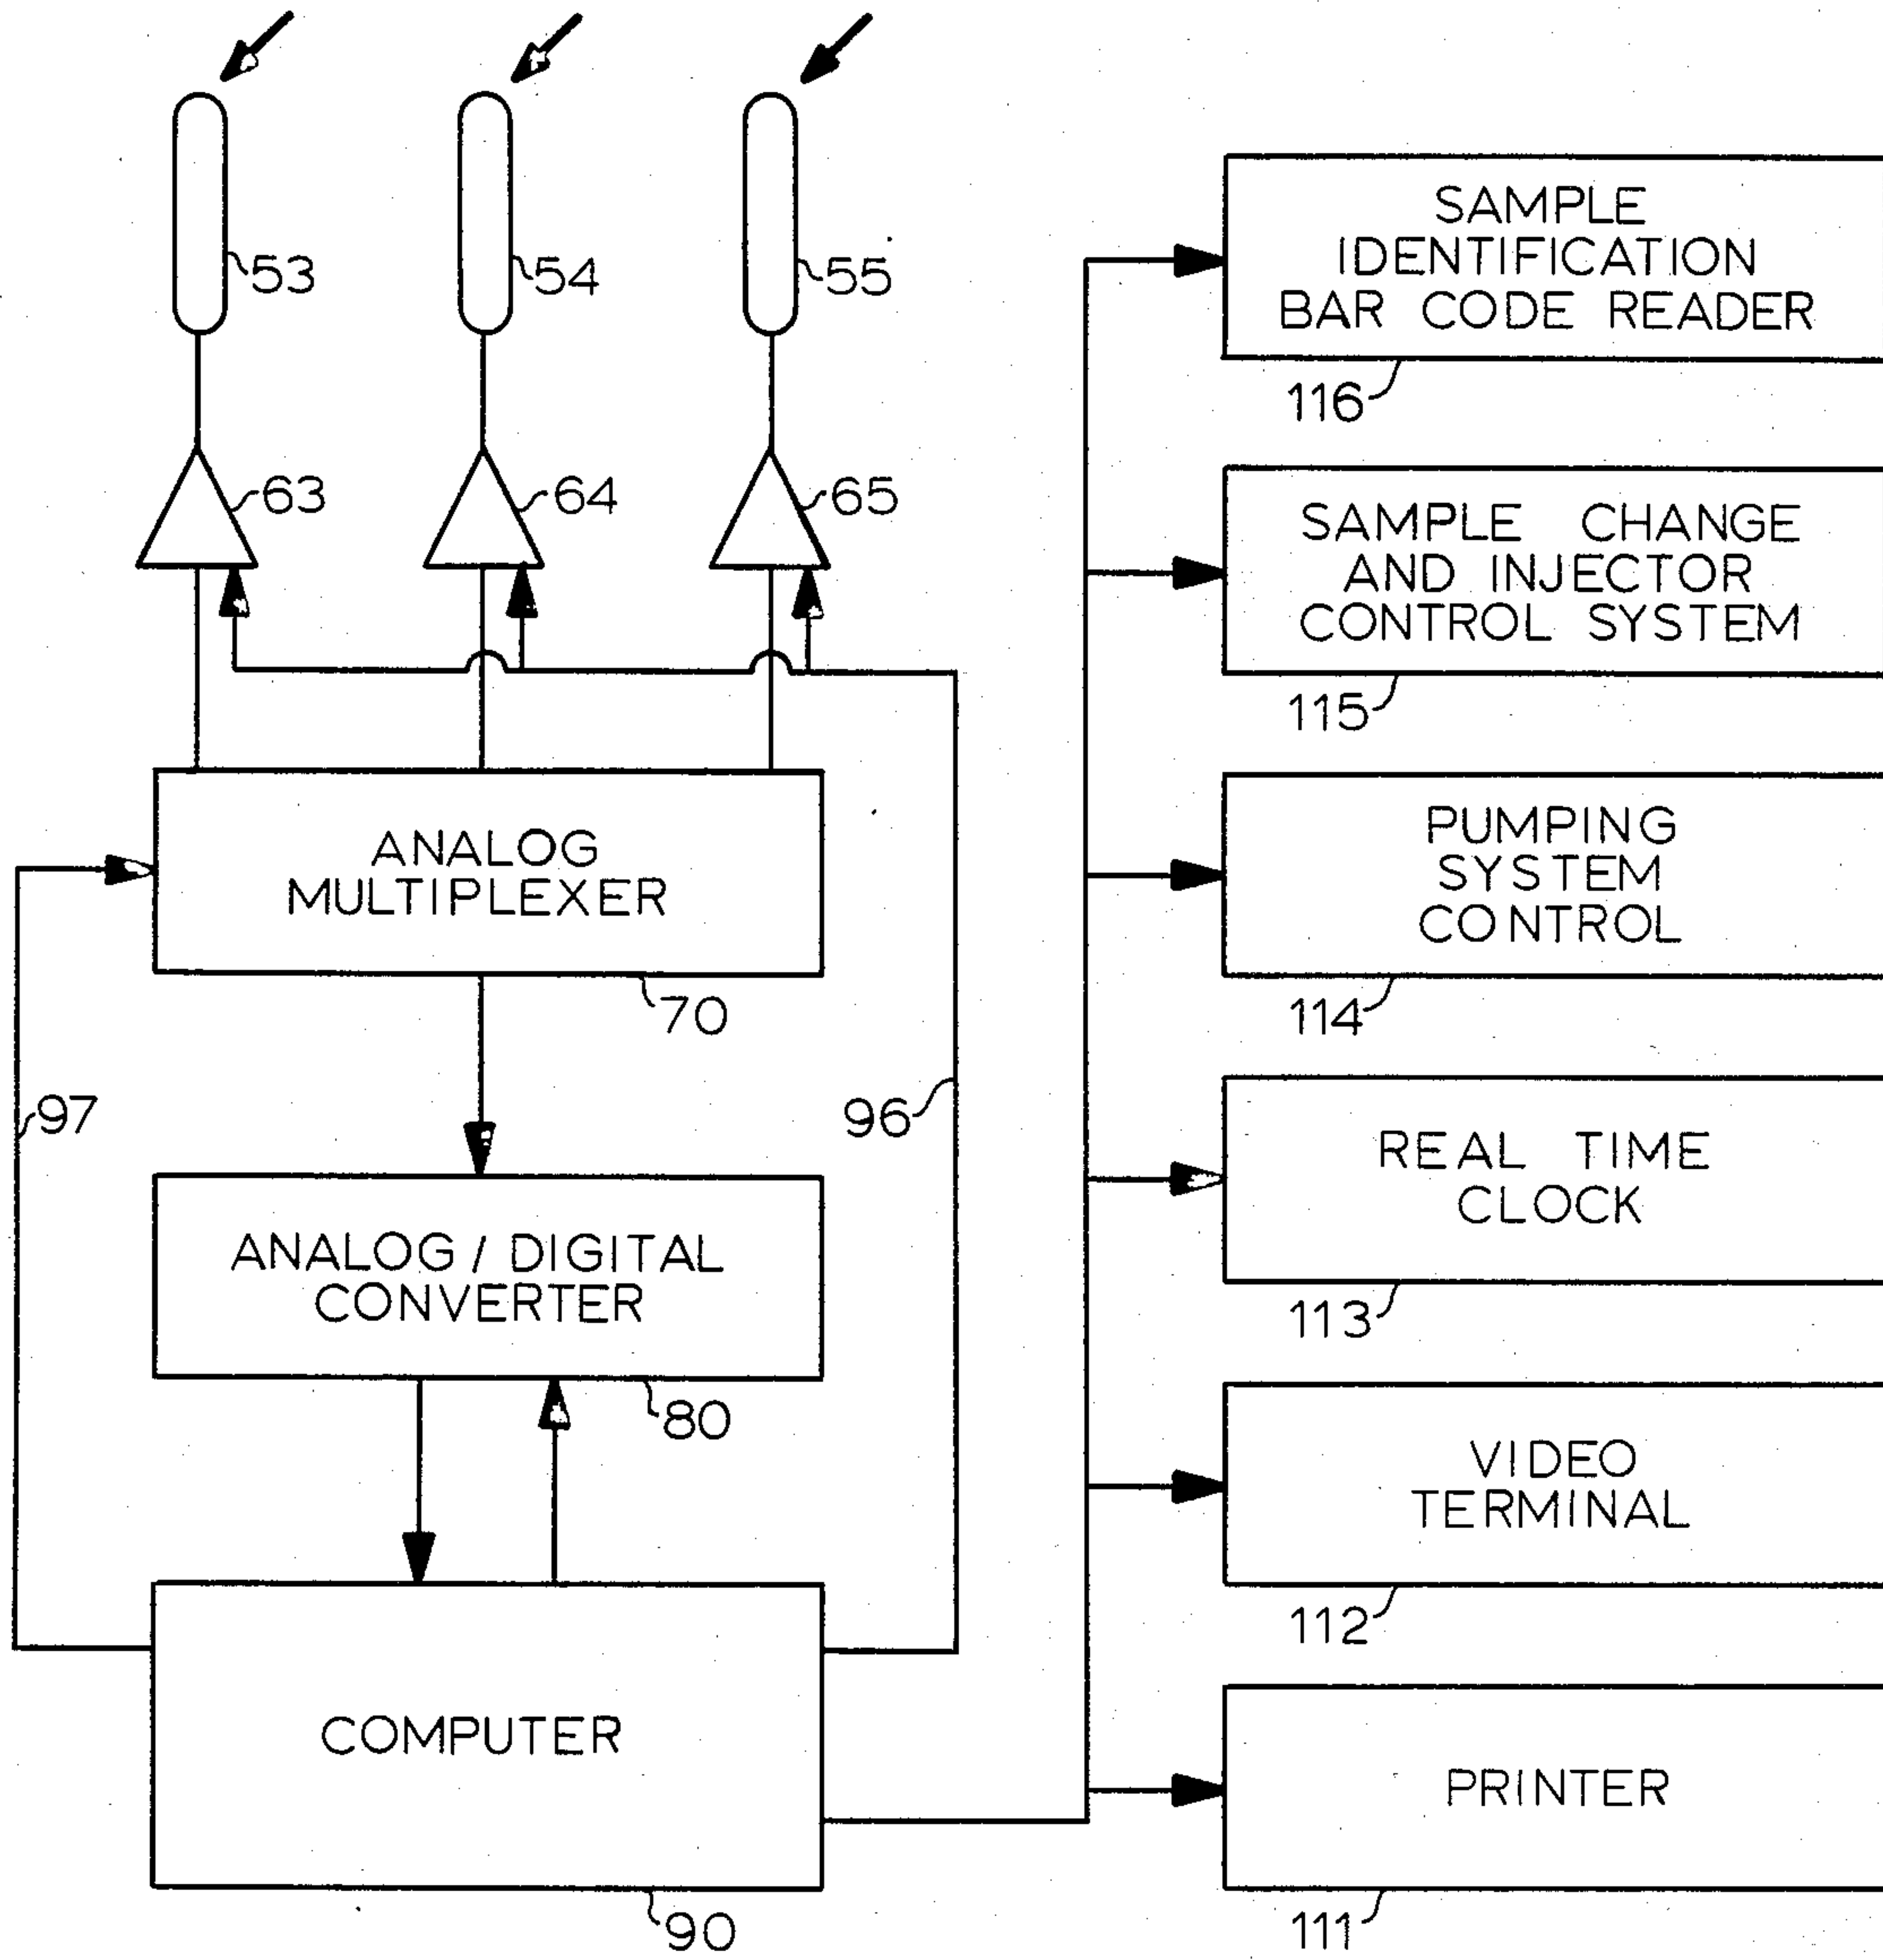 53
54
55
63
64
65
ANALOG
MULTIPLEXER
70
97
96
ANALOG / DIGITAL
CONVERTER
80
COMPUTER
90
SAMPLE
IDENTIFICATION
BAR CODE READER
116
SAMPLE CHANGE
AND INJECTOR
CONTROL SYSTEM
115
PUMPING
SYSTEM
CONTROL
114
REAL TIME
CLOCK
113
VIDEO
TERMINAL
112
PRINTER
111